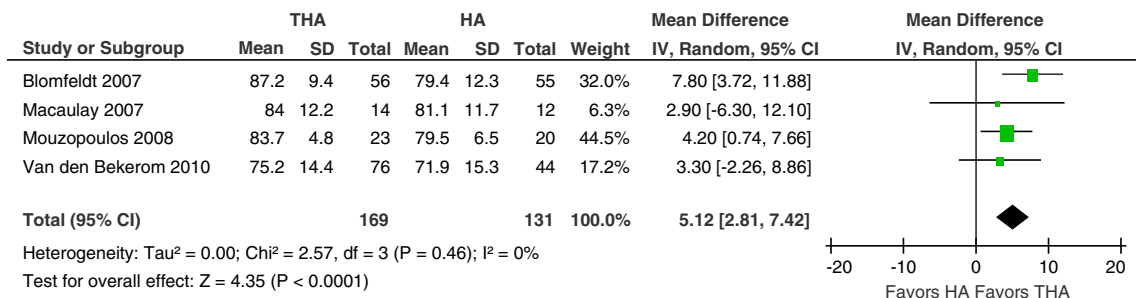 THA HA Mean Difference Mean Difference
Study or Subgroup Mean SD Total Mean SD Total Weight IV, Random, 95% CI IV, Random, 95% CI
Blomfeldt 2007 87.2 9.4 56 79.4 12.3 55 32.0% 7.80 [3.72, 11.88]
Macaulay 2007 84 12.2 14 81.1 11.7 12 6.3% 2.90 [-6.30, 12.10]
Mouzopoulos 2008 83.7 4.8 23 79.5 6.5 20 44.5% 4.20 [0.74, 7.66]
Van den Bekerom 2010 75.2 14.4 76 71.9 15.3 44 17.2% 3.30 [-2.26, 8.86]
Total (95% CI) 169 131 100.0% 5.12 [2.81, 7.42]
Heterogeneity: Tau² = 0.00; Chi² = 2.57, df = 3 (P = 0.46); I² = 0%
Test for overall effect: Z = 4.35 (P < 0.0001)
-20 -10 0 10 20
Favors HA Favors THA